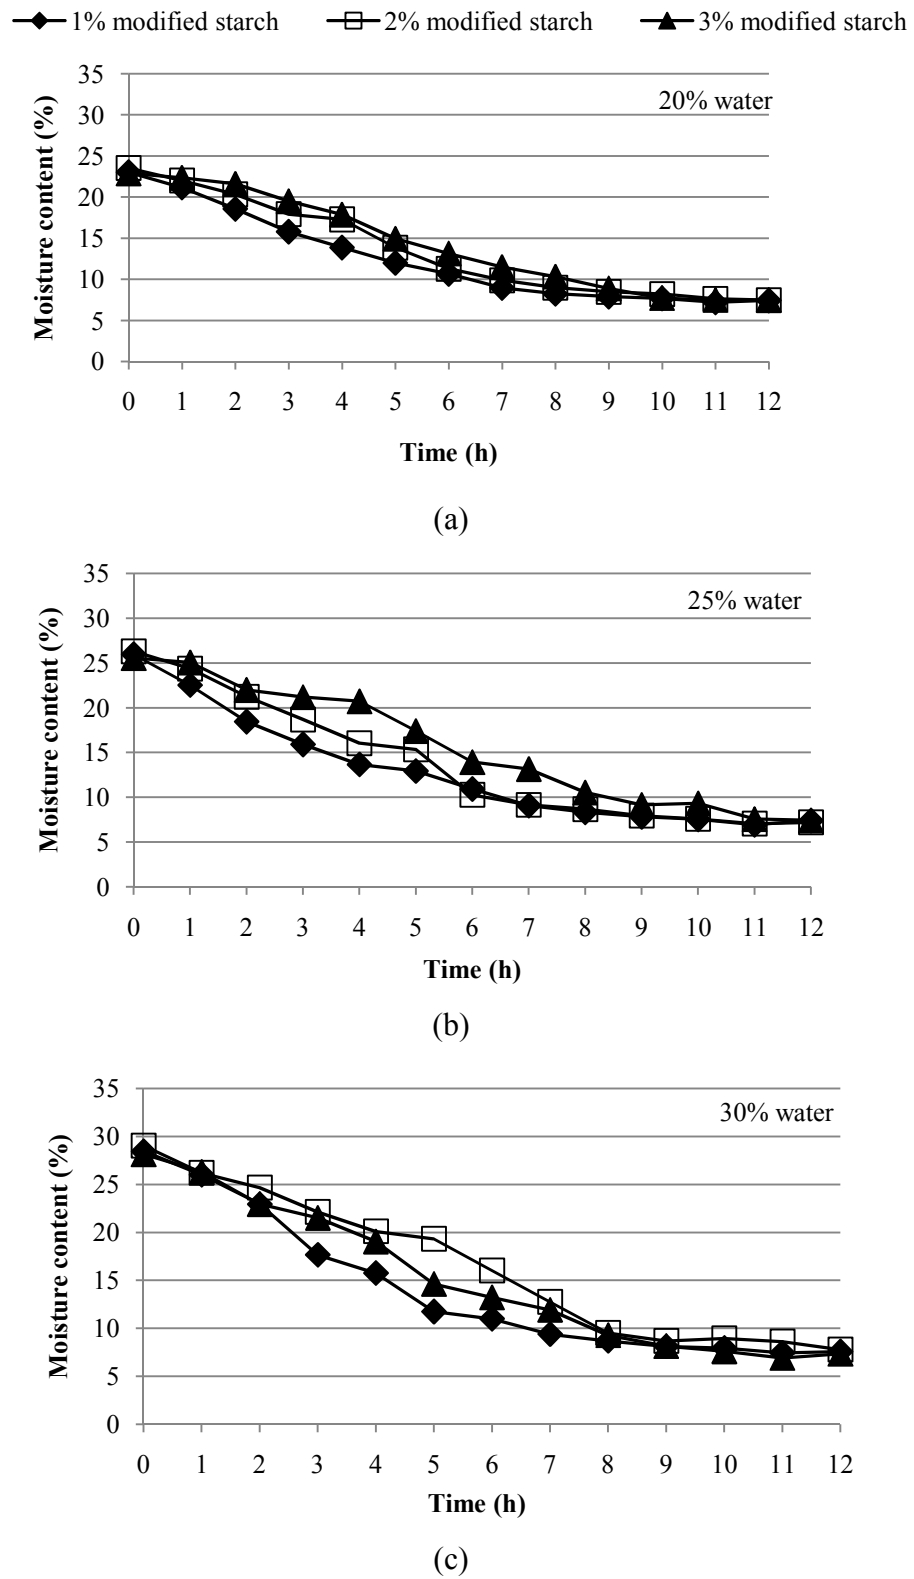 1% modified starch 2% modified starch 3% modified starch
35
30
25
20
15
10
5
0
Moisture content (%)
20% water
0 1 2 3 4 5 6 7 8 9 10 11 12
Time (h)
(a)
35
30
25
20
15
10
5
0
Moisture content (%)
25% water
0 1 2 3 4 5 6 7 8 9 10 11 12
Time (h)
(b)
35
30
25
20
15
10
5
0
Moisture content (%)
30% water
0 1 2 3 4 5 6 7 8 9 10 11 12
Time (h)
(c)